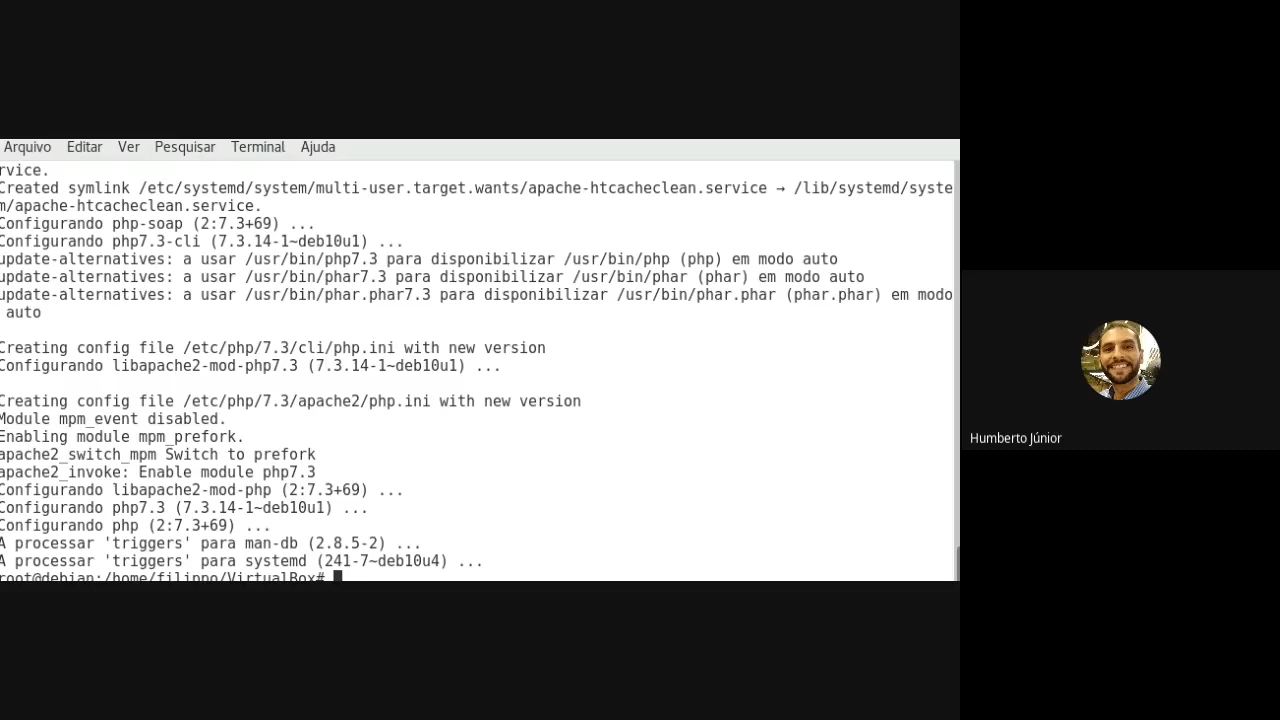 Arquivo Editar Ver Pesquisar Terminal Ajuda
rvice.
Created symlink /etc/systemd/system/multi-user.target.wants/apache-htcacheclean.service → /lib/systemd/syste
m/apache-htcacheclean.service.
Configurando php-soap (2:7.3+69) ...
Configurando php7.3-cli (7.3.14-1~deb10u1) ...
update-alternatives: a usar /usr/bin/php7.3 para disponibilizar /usr/bin/php (php) em modo auto
update-alternatives: a usar /usr/bin/phar7.3 para disponibilizar /usr/bin/phar (phar) em modo auto
update-alternatives: a usar /usr/bin/phar.phar7.3 para disponibilizar /usr/bin/phar.phar (phar.phar) em modo
auto
Creating config file /etc/php/7.3/cli/php.ini with new version
Configurando libapache2-mod-php7.3 (7.3.14-1~deb10u1) ...
Creating config file /etc/php/7.3/apache2/php.ini with new version
Module mpm_event disabled.
Enabling module mpm_prefork.
apache2_switch_mpm Switch to prefork
apache2_invoke: Enable module php7.3
Configurando libapache2-mod-php (2:7.3+69) ...
Configurando php7.3 (7.3.14-1~deb10u1) ...
Configurando php (2:7.3+69) ...
A processar 'triggers' para man-db (2.8.5-2) ...
A processar 'triggers' para systemd (241-7~deb10u4) ...
root@debian:/home/filippo/VirtualBox#
Humberto Júnior